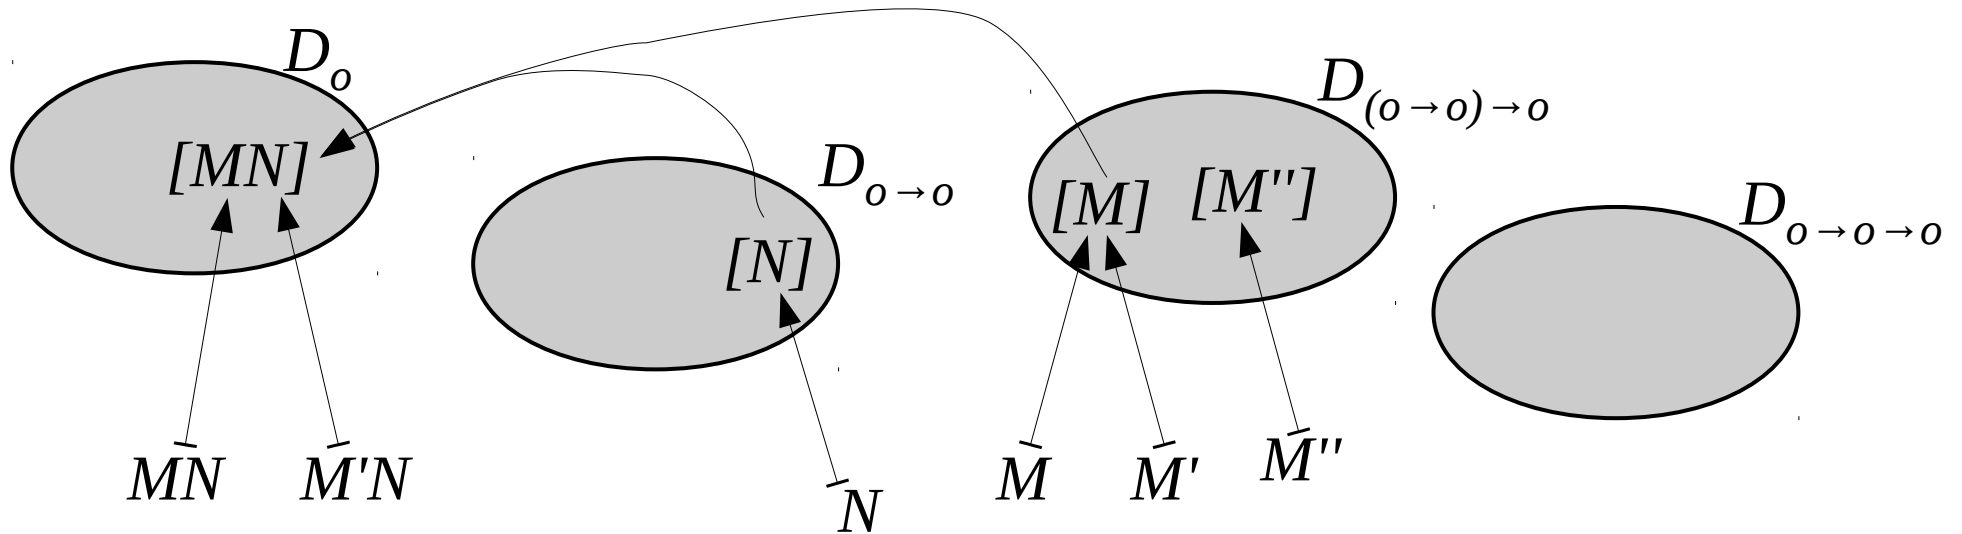 D_o
D_{(o→o)→o}
[MN]
D_{o→o}
[M] [M'']
D_{o→o→o}
[N]
MN M'N M M' M''
N